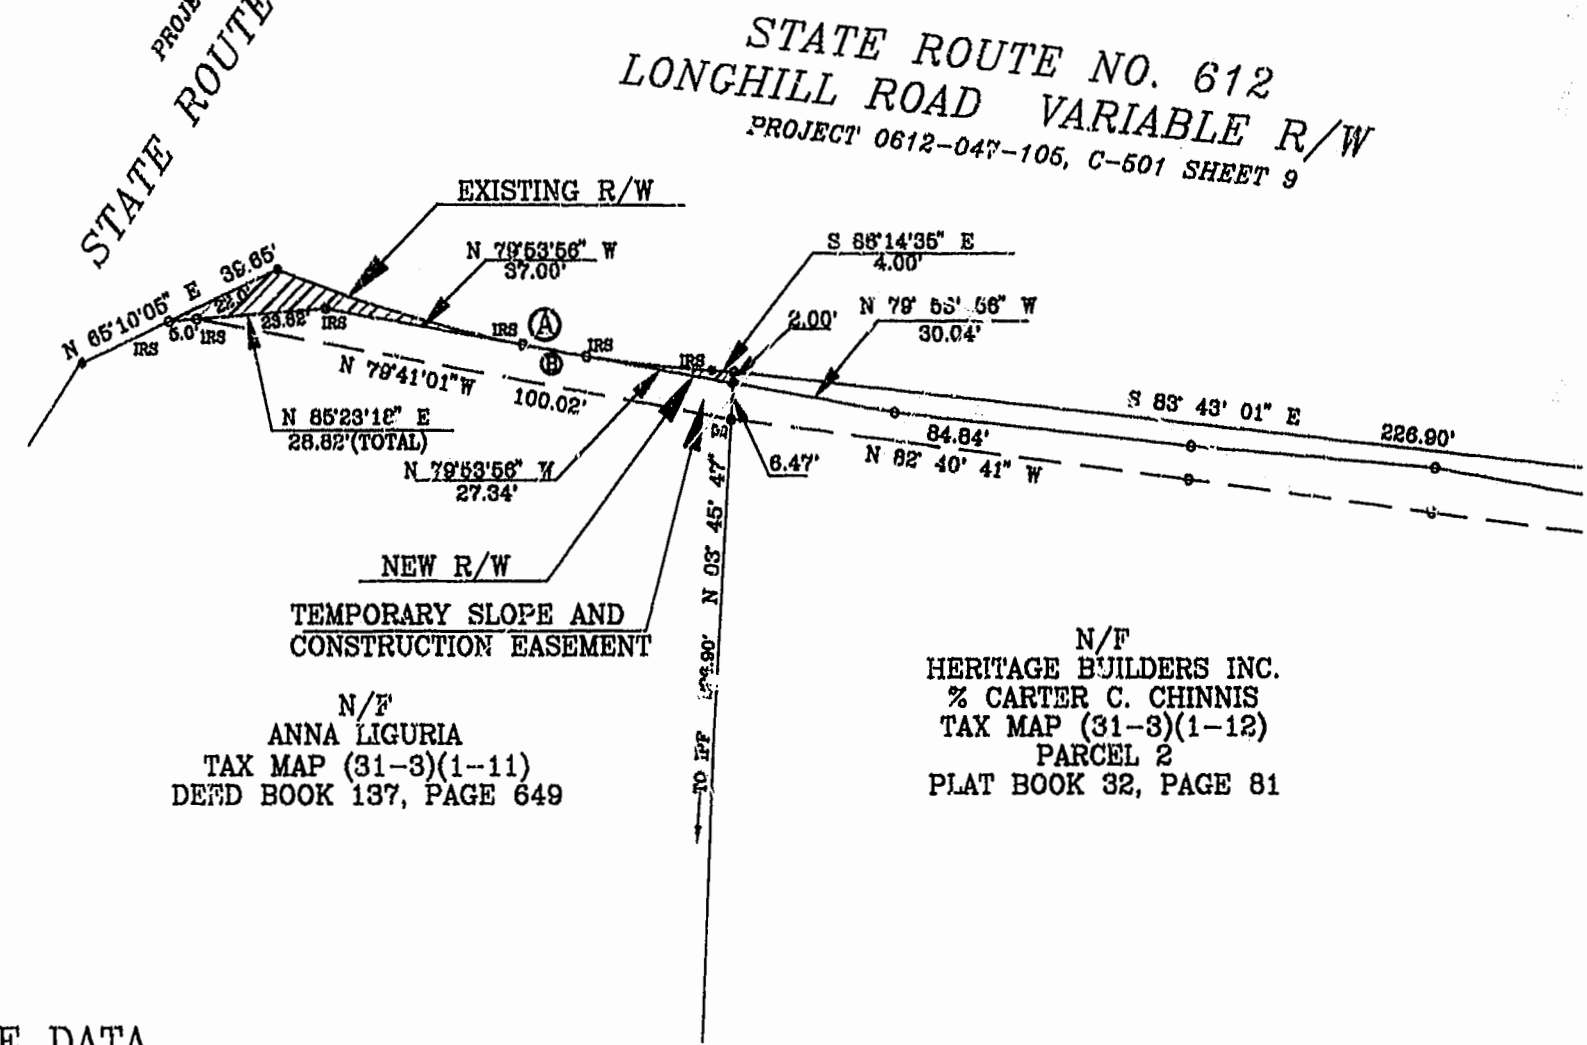 STATE ROUTE
STATE ROUTE NO. 612
LONGHILL ROAD VARIABLE R/W
PROJECT 0612-047-105, C-501 SHEET 9
EXISTING R/W
N 79°53'56" W
37.00'
S 86°14'35" E
4.00'
N 79° 53' 56" W
30.04'
2.00'
N 65°10'05" E 39.65'
22.0'
5.0'
23.82'
IRS
IRS
IRS
IRS
IRS
IRS
A
B
N 79°41'01" W
100.02'
N 85°23'18" E
28.82'(TOTAL)
N 79°53'56" W
27.34'
6.47'
S 83° 43' 01" E
226.90'
84.84'
N 82° 40' 41" W
N 03° 45' 47"
TO IPF
NEW R/W
TEMPORARY SLOPE AND
CONSTRUCTION EASEMENT
N/F
ANNA LIGURIA
TAX MAP (31-3)(1-11)
DEED BOOK 137, PAGE 649
N/F
HERITAGE BUILDERS INC.
% CARTER C. CHINNIS
TAX MAP (31-3)(1-12)
PARCEL 2
PLAT BOOK 32, PAGE 81
DATA